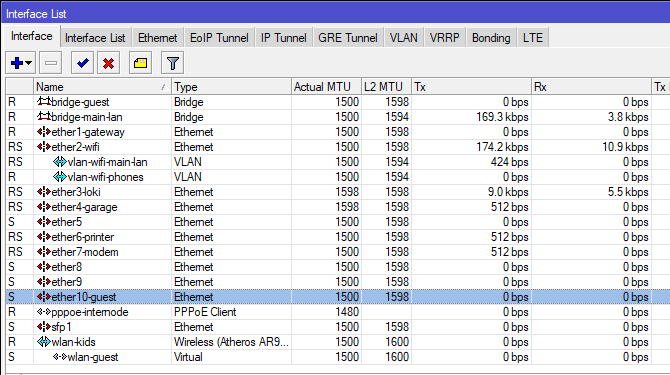 Interface List
Interface Interface List Ethernet EoIP Tunnel IP Tunnel GRE Tunnel VLAN VRRP Bonding LTE
Name / Type Actual MTU L2 MTU Tx Rx Tx
R bridge-guest Bridge 1500 1598 0 bps 0 bps
R bridge-main-lan Bridge 1500 1594 169.3 kbps 3.8 kbps
R ether1-gateway Ethernet 1500 1598 0 bps 0 bps
RS ether2-wifi Ethernet 1500 1598 174.2 kbps 10.9 kbps
RS vlan-wifi-main-lan VLAN 1500 1594 424 bps 0 bps
R vlan-wifi-phones VLAN 1500 1594 0 bps 0 bps
RS ether3-loki Ethernet 1598 1598 9.0 kbps 5.5 kbps
RS ether4-garage Ethernet 1598 1598 512 bps 0 bps
S ether5 Ethernet 1500 1598 0 bps 0 bps
RS ether6-printer Ethernet 1500 1598 512 bps 0 bps
RS ether7-modem Ethernet 1500 1598 512 bps 0 bps
S ether8 Ethernet 1500 1598 0 bps 0 bps
S ether9 Ethernet 1500 1598 0 bps 0 bps
S ether10-guest Ethernet 1500 1598 0 bps 0 bps
R pppoe-internode PPPoE Client 1480 0 bps 0 bps
S sfp1 Ethernet 1500 1598 0 bps 0 bps
R wlan-kids Wireless (Atheros AR9... 1500 1600 0 bps 0 bps
S wlan-guest Virtual 1500 1600 0 bps 0 bps